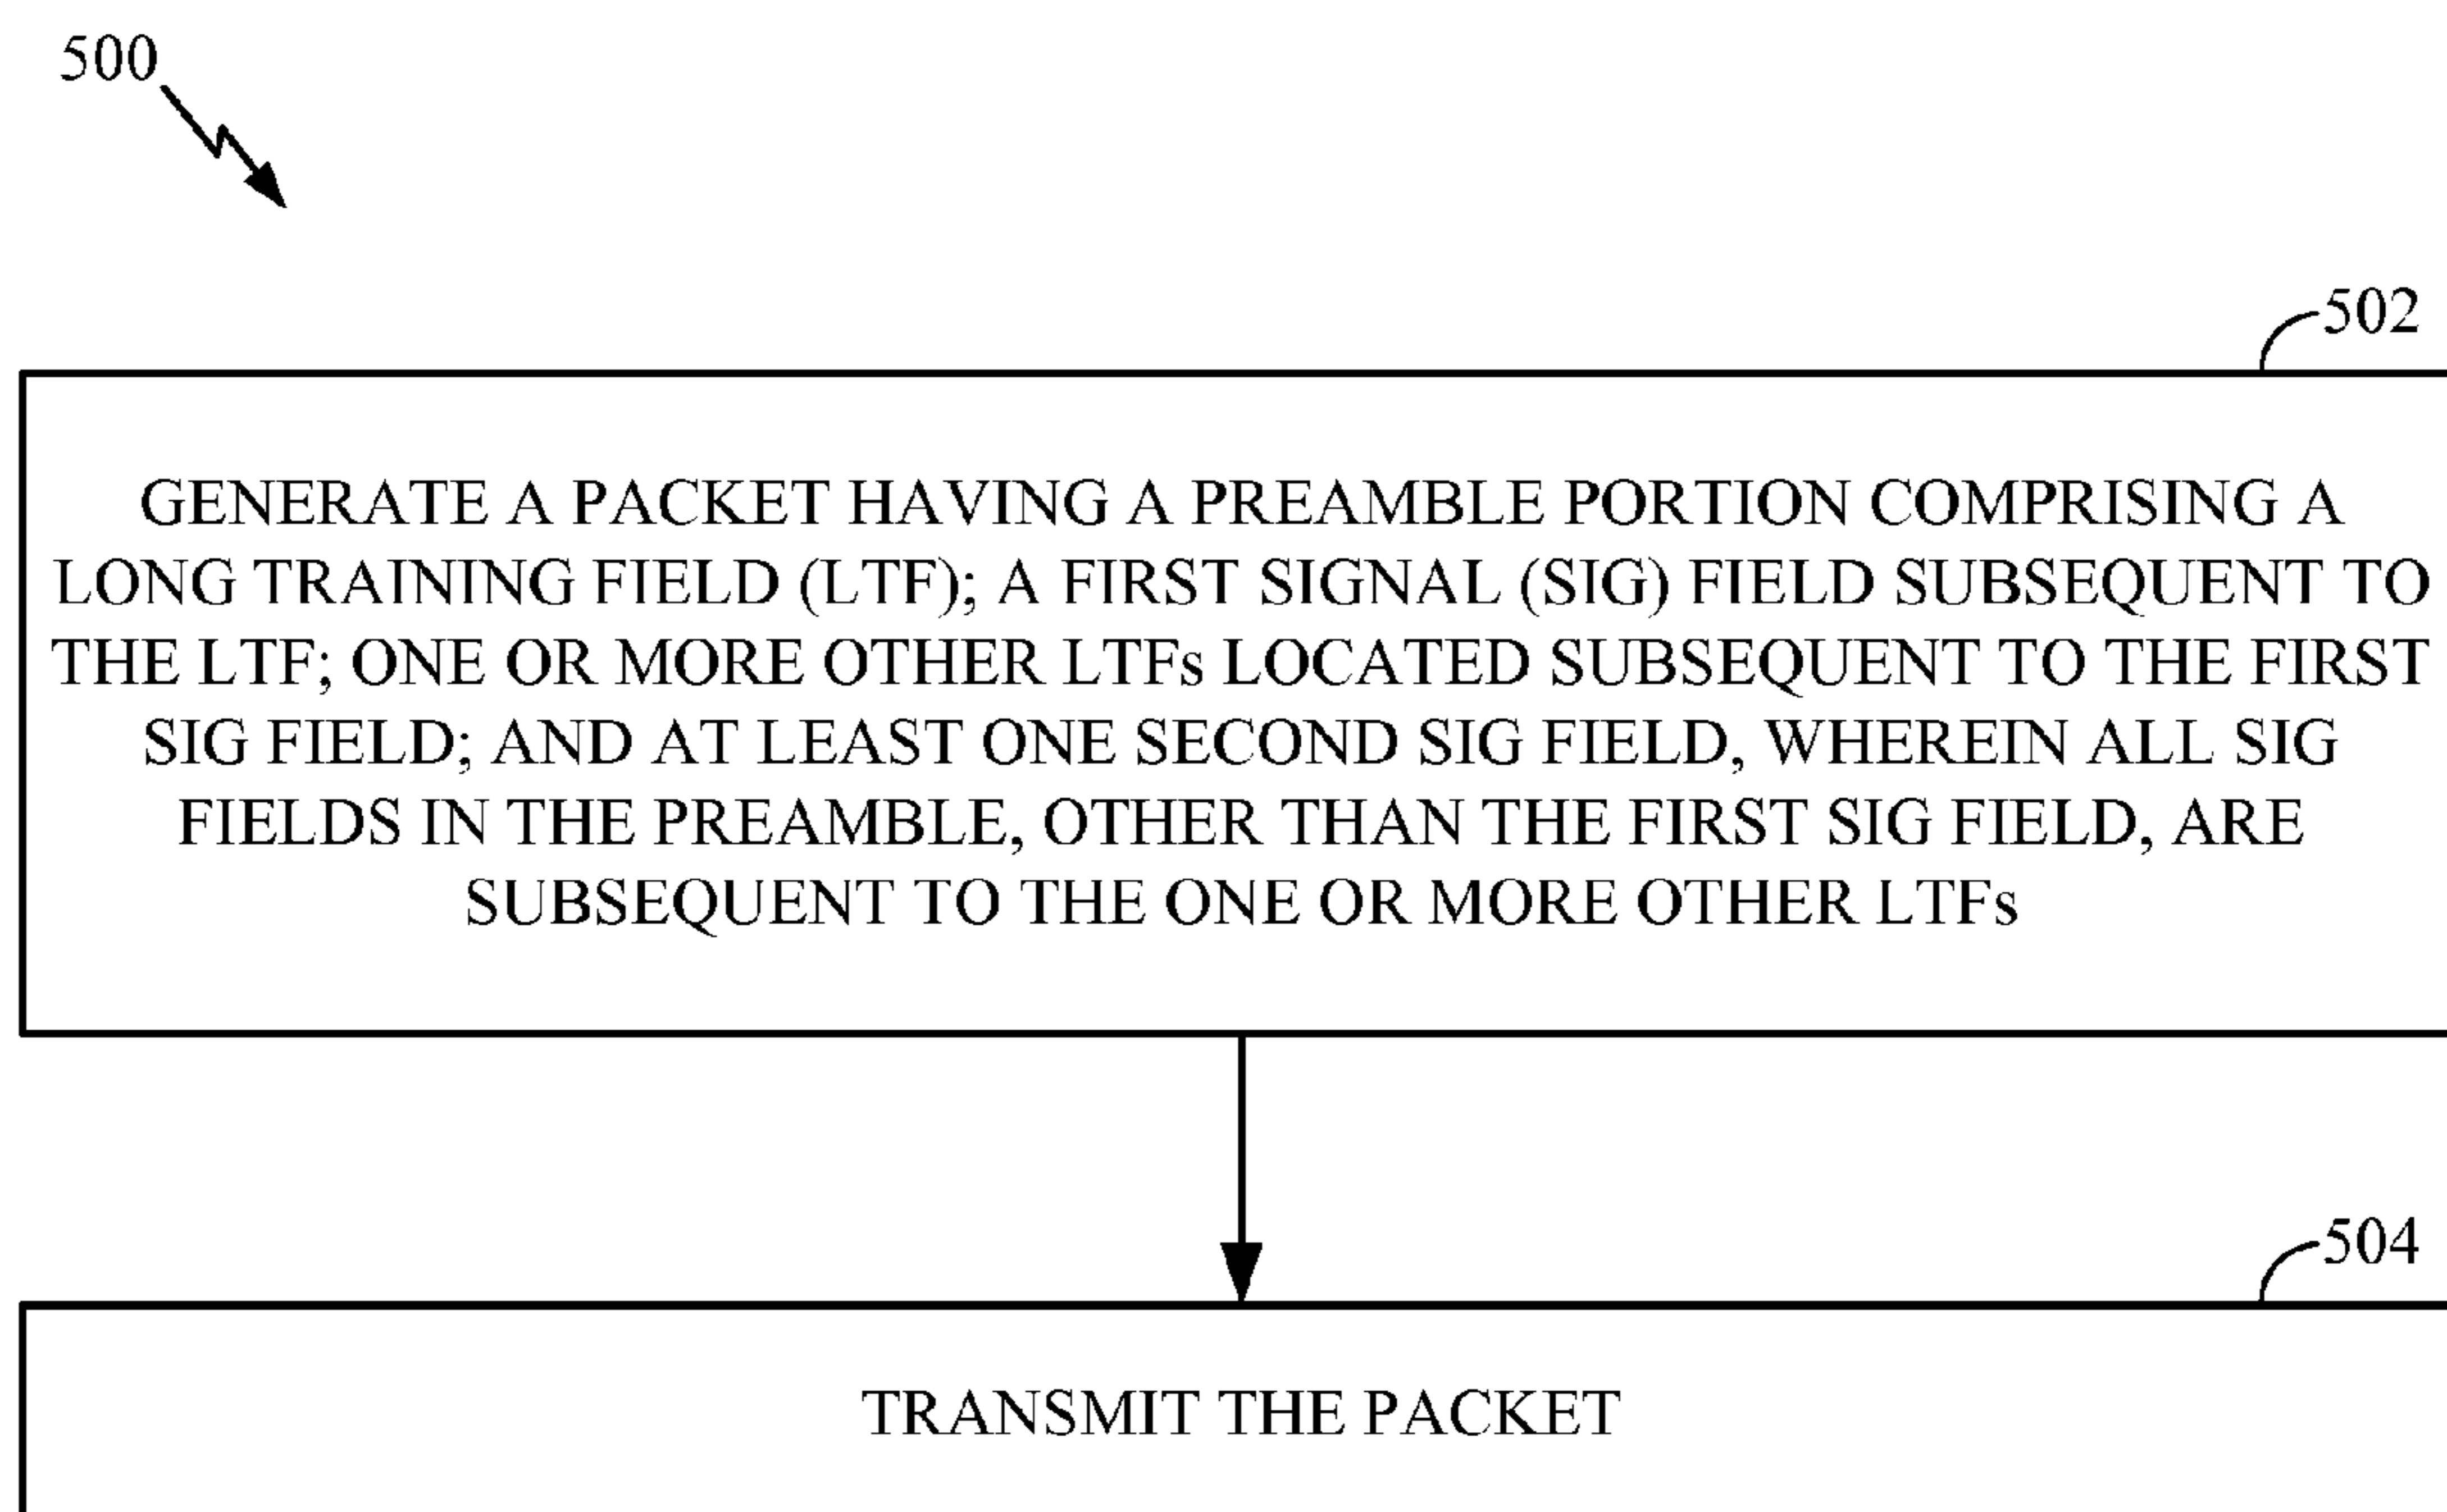 500
502
GENERATE A PACKET HAVING A PREAMBLE PORTION COMPRISING A
LONG TRAINING FIELD (LTF); A FIRST SIGNAL (SIG) FIELD SUBSEQUENT TO
THE LTF; ONE OR MORE OTHER LTFs LOCATED SUBSEQUENT TO THE FIRST
SIG FIELD; AND AT LEAST ONE SECOND SIG FIELD, WHEREIN ALL SIG
FIELDS IN THE PREAMBLE, OTHER THAN THE FIRST SIG FIELD, ARE
SUBSEQUENT TO THE ONE OR MORE OTHER LTFs
504
TRANSMIT THE PACKET